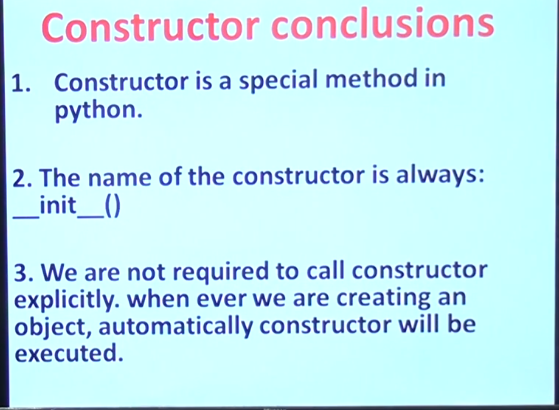 Constructor conclusions
1. Constructor is a special method in
python.
2. The name of the constructor is always:
__init__()
3. We are not required to call constructor
explicitly. when ever we are creating an
object, automatically constructor will be
executed.